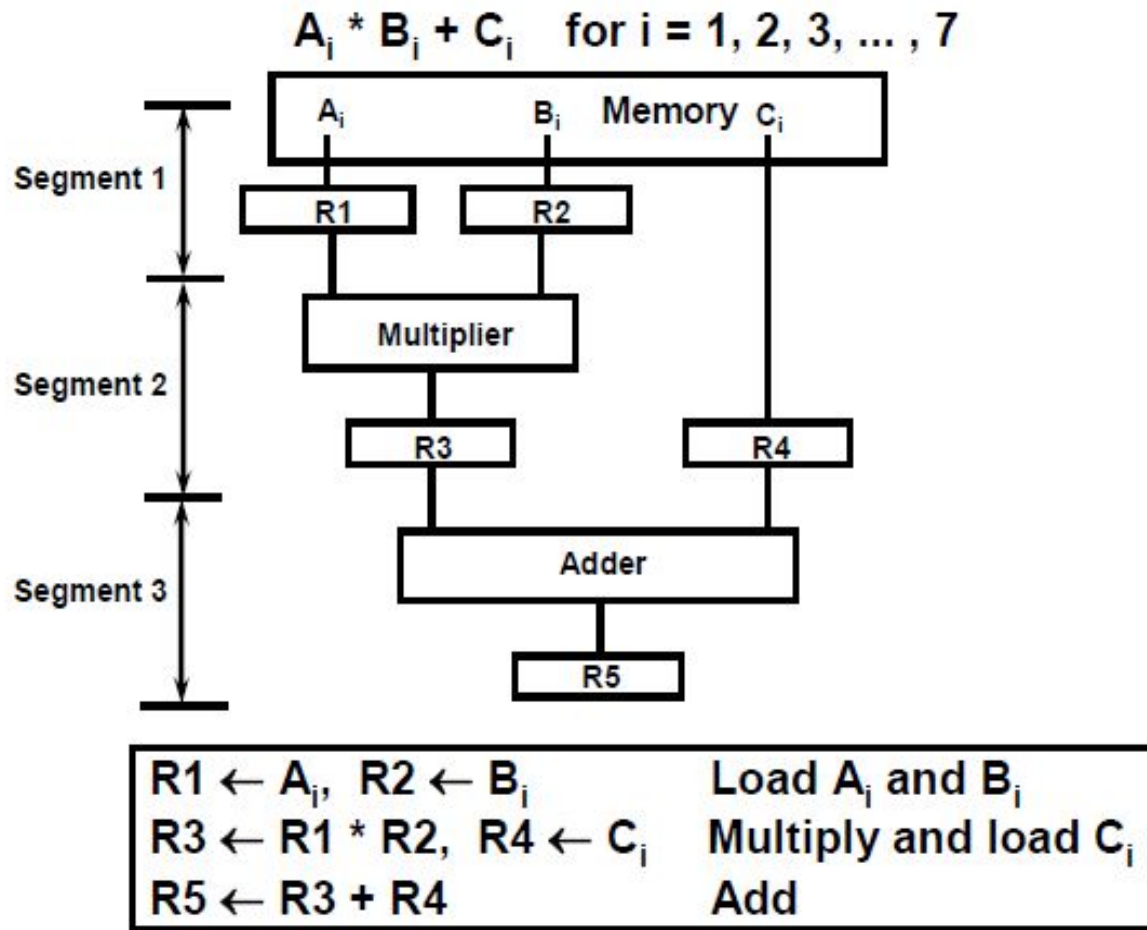 Aᵢ * Bᵢ + Cᵢ for i = 1, 2, 3, ... , 7
Aᵢ Bᵢ Memory Cᵢ
Segment 1
R1 R2
Multiplier
Segment 2
R3 R4
Adder
Segment 3
R5
R1 ← Aᵢ, R2 ← Bᵢ Load Aᵢ and Bᵢ
R3 ← R1 * R2, R4 ← Cᵢ Multiply and load Cᵢ
R5 ← R3 + R4 Add